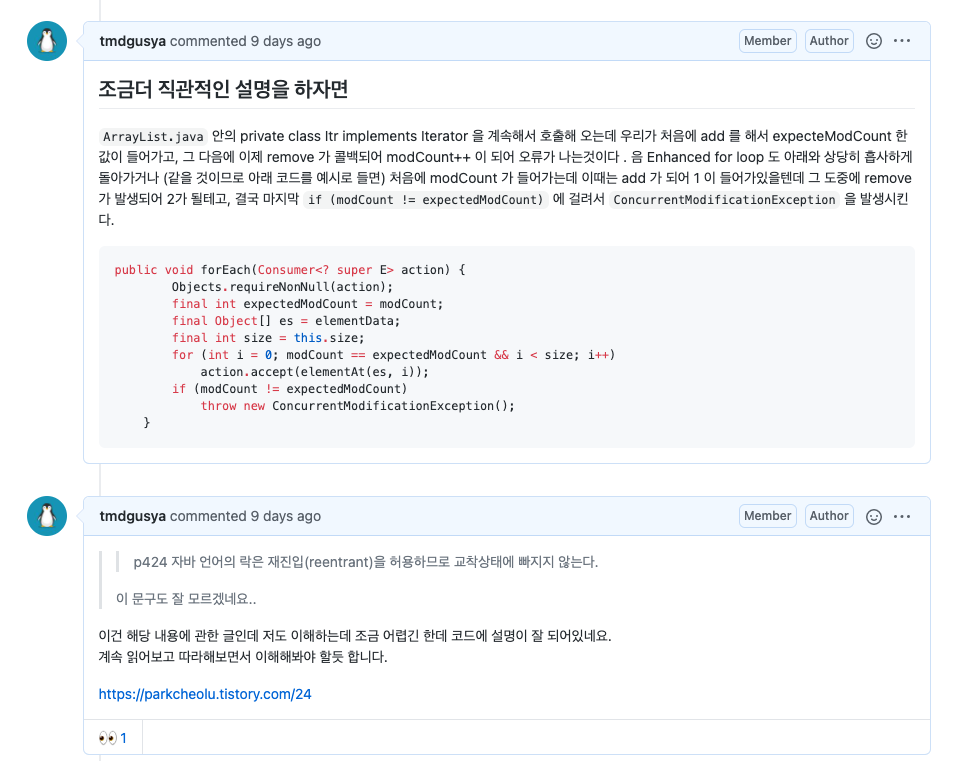 tmdgusya commented 9 days ago
Member
Author
조금더 직관적인 설명을 하자면
ArrayList.java 안의 private class Itr implements Iterator 을 계속해서 호출해 오는데 우리가 처음에 add 를 해서 expecteModCount 한
값이 들어가고, 그 다음에 이제 remove 가 콜백되어 modCount++ 이 되어 오류가 나는것이다 . 음 Enhanced for loop 도 아래와 상당히 흡사하게
돌아가거나 (같을 것이므로 아래 코드를 예시로 들면) 처음에 modCount 가 들어가는데 이때는 add 가 되어 1 이 들어가있을텐데 그 도중에 remove
가 발생되어 2가 될테고, 결국 마지막 if (modCount != expectedModCount) 에 걸려서 ConcurrentModificationException 을 발생시킨
다.
public void forEach(Consumer<? super E> action) {
Objects.requireNonNull(action);
final int expectedModCount = modCount;
final Object[] es = elementData;
final int size = this.size;
for (int i = 0; modCount == expectedModCount && i < size; i++)
action.accept(elementAt(es, i));
if (modCount != expectedModCount)
throw new ConcurrentModificationException();
}
tmdgusya commented 9 days ago
Member
Author
p424 자바 언어의 락은 재진입(reentrant)을 허용하므로 교착상태에 빠지지 않는다.
이 문구도 잘 모르겠네요..
이건 해당 내용에 관한 글인데 저도 이해하는데 조금 어렵긴 한데 코드에 설명이 잘 되어있네요.
계속 읽어보고 따라해보면서 이해해봐야 할듯 합니다.
https://parkcheolu.tistory.com/24
👀 1